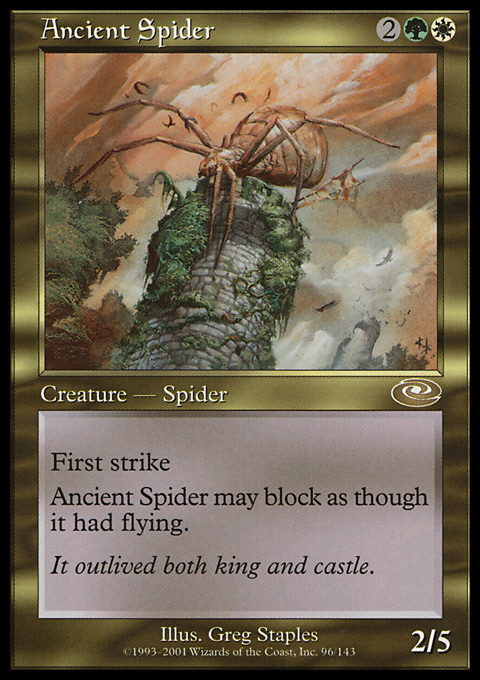 Ancient Spider 2
Creature — Spider
First strike
Ancient Spider may block as though
it had flying.
It outlived both king and castle.
Illus. Greg Staples
©1993–2001 Wizards of the Coast, Inc. 96/143
2/5